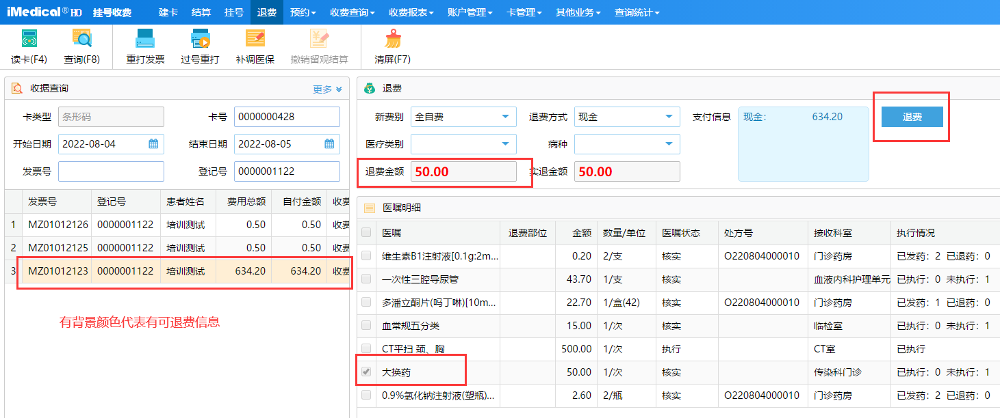 iMedical® HO 挂号收费 建卡 结算 挂号 退费 预约 收费查询 收费报表 账户管理 卡管理 其他业务 查询统计
读卡(F4) 查询(F8) 重打发票 过号重打 补调医保 撤销留观结算 清屏(F7)
收据查询 更多
卡类型 条形码 卡号 0000000428
开始日期 2022-08-04 结束日期 2022-08-05
发票号 登记号 0000001122
发票号 登记号 患者姓名 费用总额 自付金额 收费
1 MZ01012126 0000001122 培训测试 0.50 0.50 收费
2 MZ01012125 0000001122 培训测试 0.50 0.50 收费
3 MZ01012123 0000001122 培训测试 634.20 634.20 收费
有背景颜色代表有可退费信息
退费
新费别 全自费 退费方式 现金 支付信息 现金: 634.20 退费
医疗类别 病种
退费金额 50.00 实退金额 50.00
医嘱明细
医嘱 退费部位 金额 数量/单位 医嘱状态 处方号 接收科室 执行情况
维生素B1注射液[0.1g:2m... 0.20 2/支 核实 O220804000010 门诊药房 已发药: 2 已退药: 0
一次性三腔导尿管 43.70 1/支 核实 血液内科护理单元 已执行: 0 未执行: 1
多潘立酮片(吗丁啉)[10m... 22.70 1/盒(42) 核实 O220804000010 门诊药房 已发药: 1 已退药: 0
血常规五分类 15.00 1/次 核实 临检室 已执行: 0 未执行: 1
CT平扫 颈、胸 500.00 1/次 执行 CT室 已执行
大换药 50.00 1/次 核实 传染科门诊 已执行: 0 未执行: 1
0.9%氯化钠注射液(塑瓶)... 2.60 2/瓶 核实 O220804000010 门诊药房 已发药: 2 已退药: 0